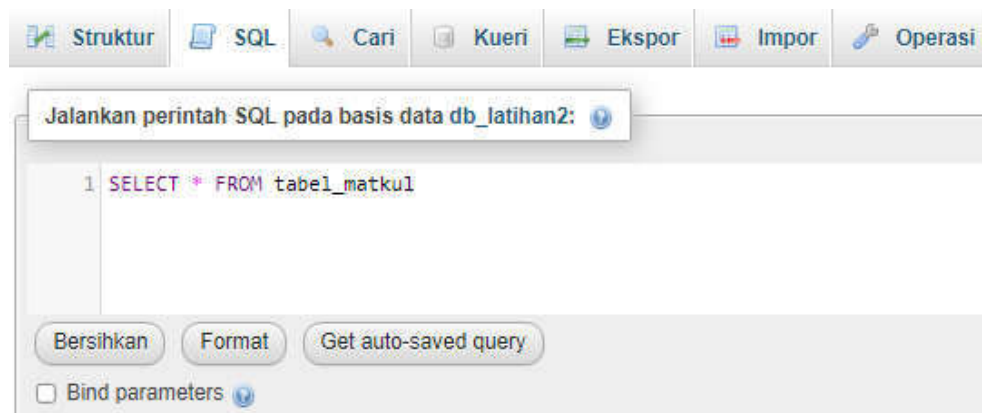 Struktur SQL Cari Kueri Ekspor Impor Operasi
Jalankan perintah SQL pada basis data db_latihan2:
1 SELECT * FROM tabel_matkul
Bersihkan Format Get auto-saved query
Bind parameters